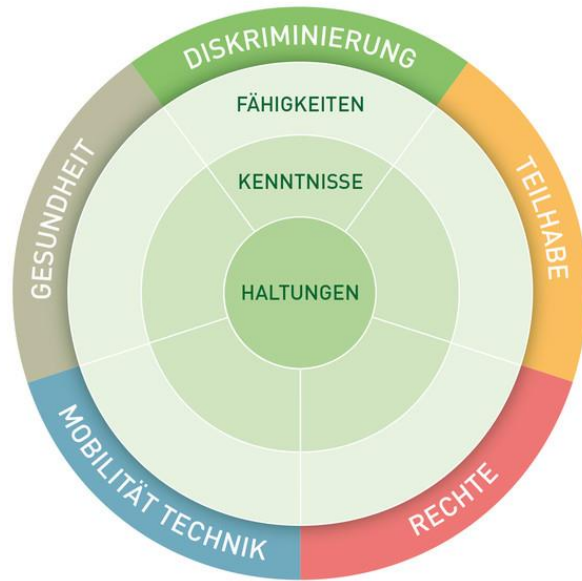 DISKRIMINIERUNG
FÄHIGKEITEN
KENNTNISSE
HALTUNGEN
GESUNDHEIT
TEILHABE
MOBILITÄT TECHNIK
RECHTE